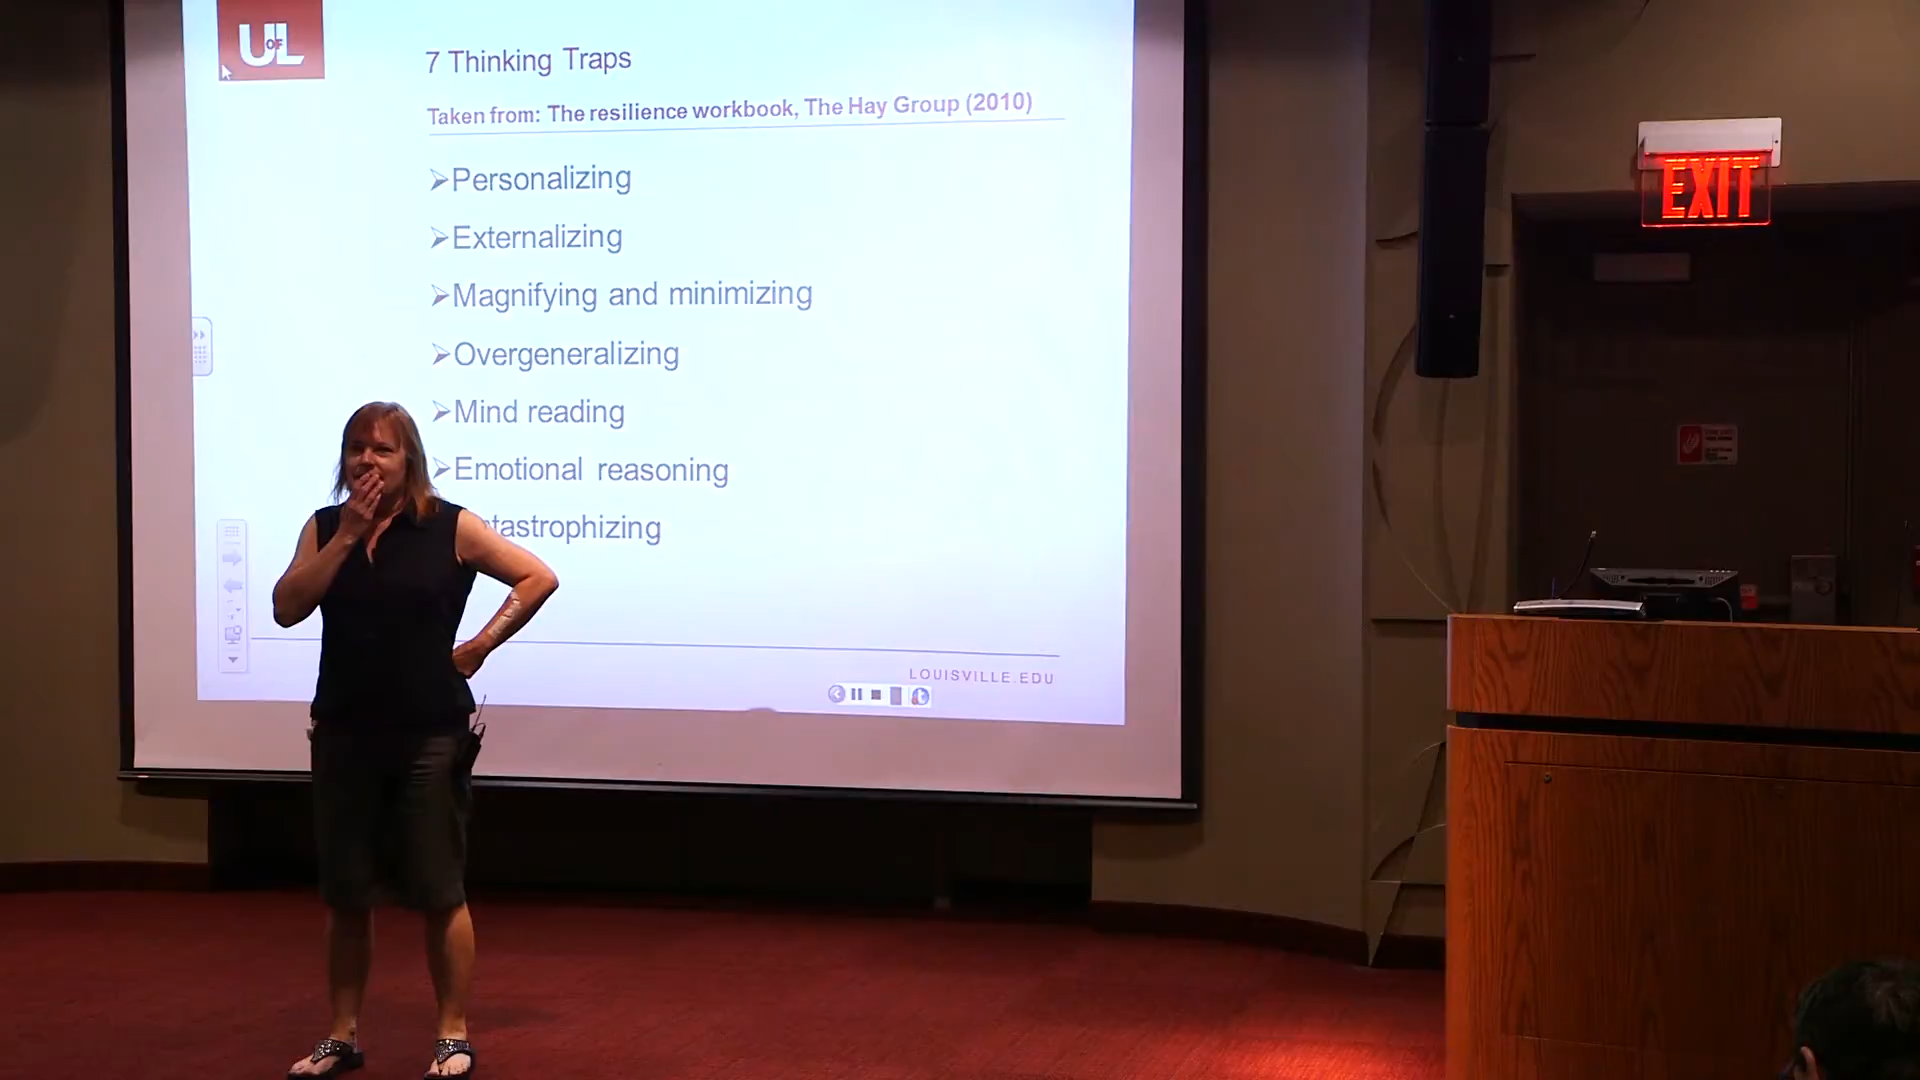 UofL
7 Thinking Traps
Taken from: The resilience workbook, The Hay Group (2010)
➢Personalizing
➢Externalizing
➢Magnifying and minimizing
➢Overgeneralizing
➢Mind reading
➢Emotional reasoning
tastrophizing
LOUISVILLE.EDU
EXIT